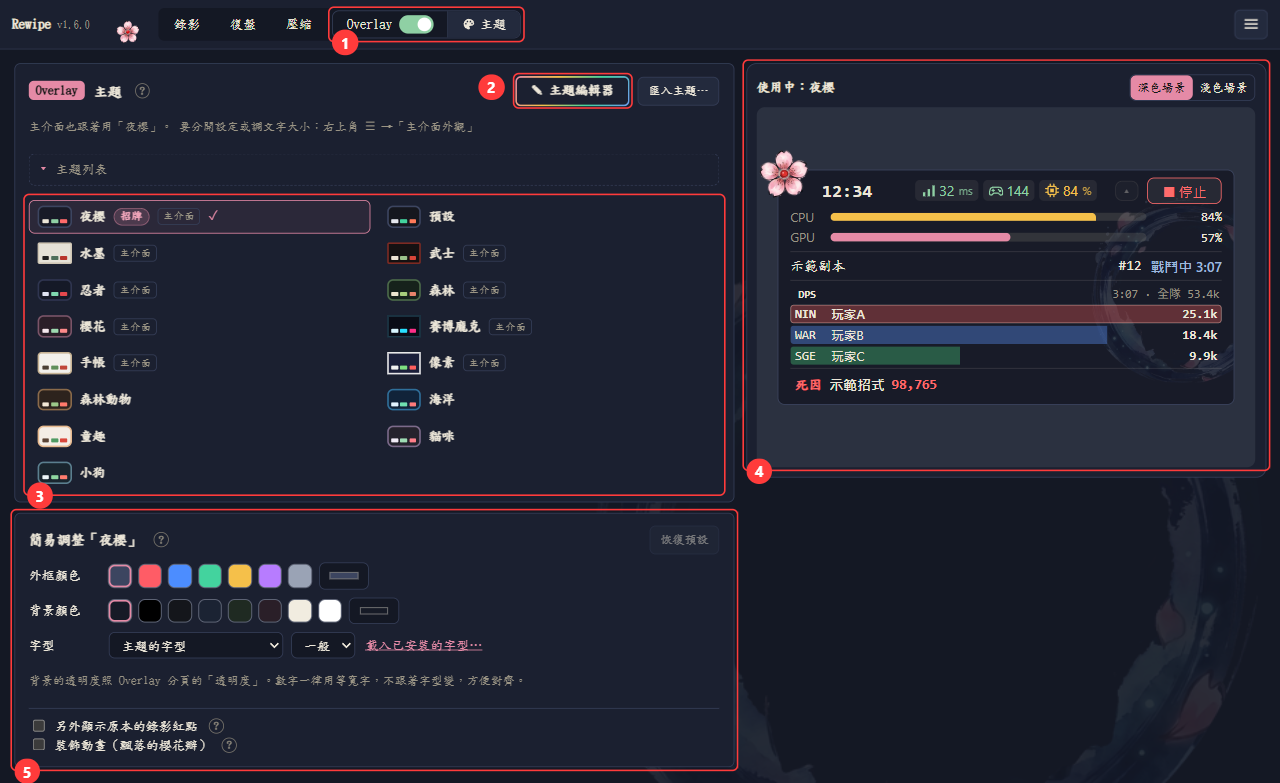 Rewipe v1.6.0 錄影 復盤 壓縮 Overlay 主題
1
Overlay 主題 ? 2 主題編輯器 匯入主題…
主介面也跟著用「夜櫻」。 要分開設定或調文字大小：右上角 ☰ →「主介面外觀」
主題列表
夜櫻 招牌 主介面 ✓ 預設
水墨 主介面 武士 主介面
忍者 主介面 森林 主介面
櫻花 主介面 賽博龐克 主介面
手帳 主介面 像素 主介面
森林動物 海洋
童趣 貓咪
小狗
3
使用中：夜櫻 深色場景 淺色場景
12:34 32 ms 144 84 % ▲ 停止
CPU 84%
GPU 57%
示範副本 #12 戰鬥中 3:07
DPS 3:07 · 全隊 53.4k
NIN 玩家A 25.1k
WAR 玩家B 18.4k
SGE 玩家C 9.9k
死因 示範招式 98,765
4
簡易調整「夜櫻」 ? 恢復預設
外框顏色
背景顏色
字型 主題的字型 一般 載入已安裝的字型…
背景的透明度照 Overlay 分頁的「透明度」。數字一律用等寬字，不跟著字型變，方便對齊。
另外顯示原本的錄影紅點 ?
裝飾動畫（飄落的櫻花瓣） ?
5